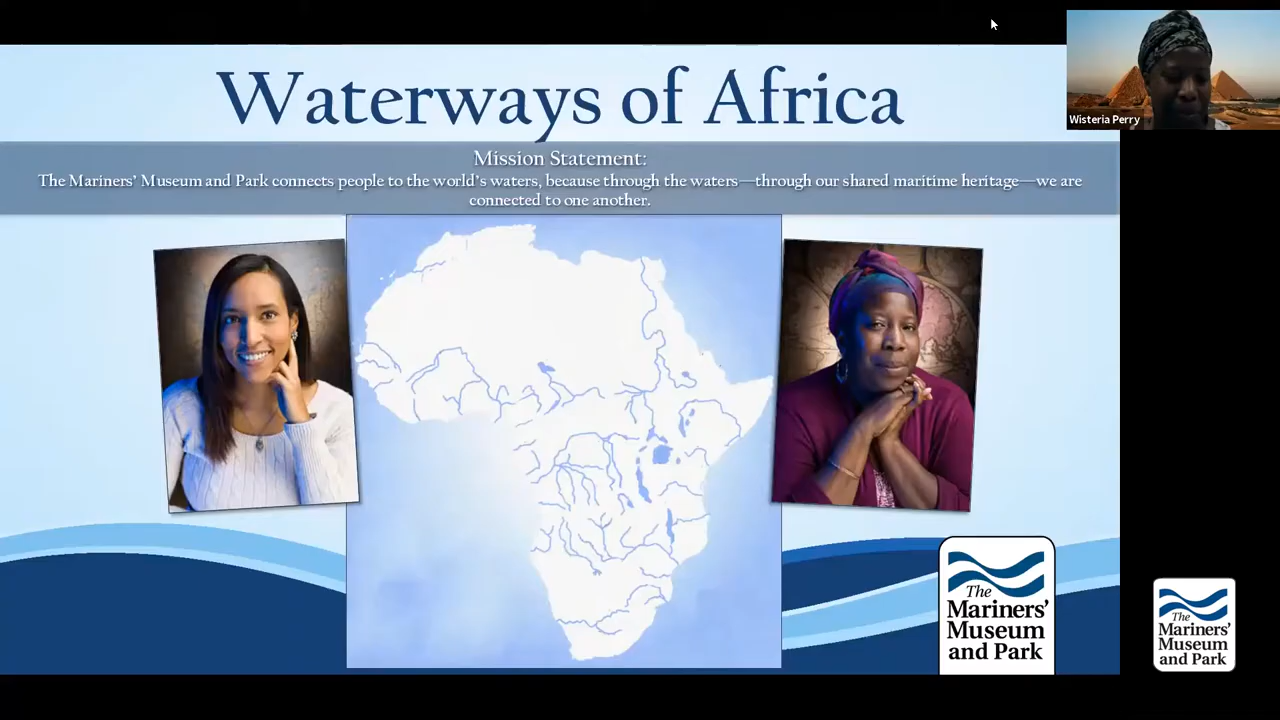 Waterways of Africa
Wisteria Perry
Mission Statement:
The Mariners' Museum and Park connects people to the world's waters, because through the waters—through our shared maritime heritage—we are
connected to one another.
The
Mariners'
Museum
and Park
The
Mariners'
Museum
and Park